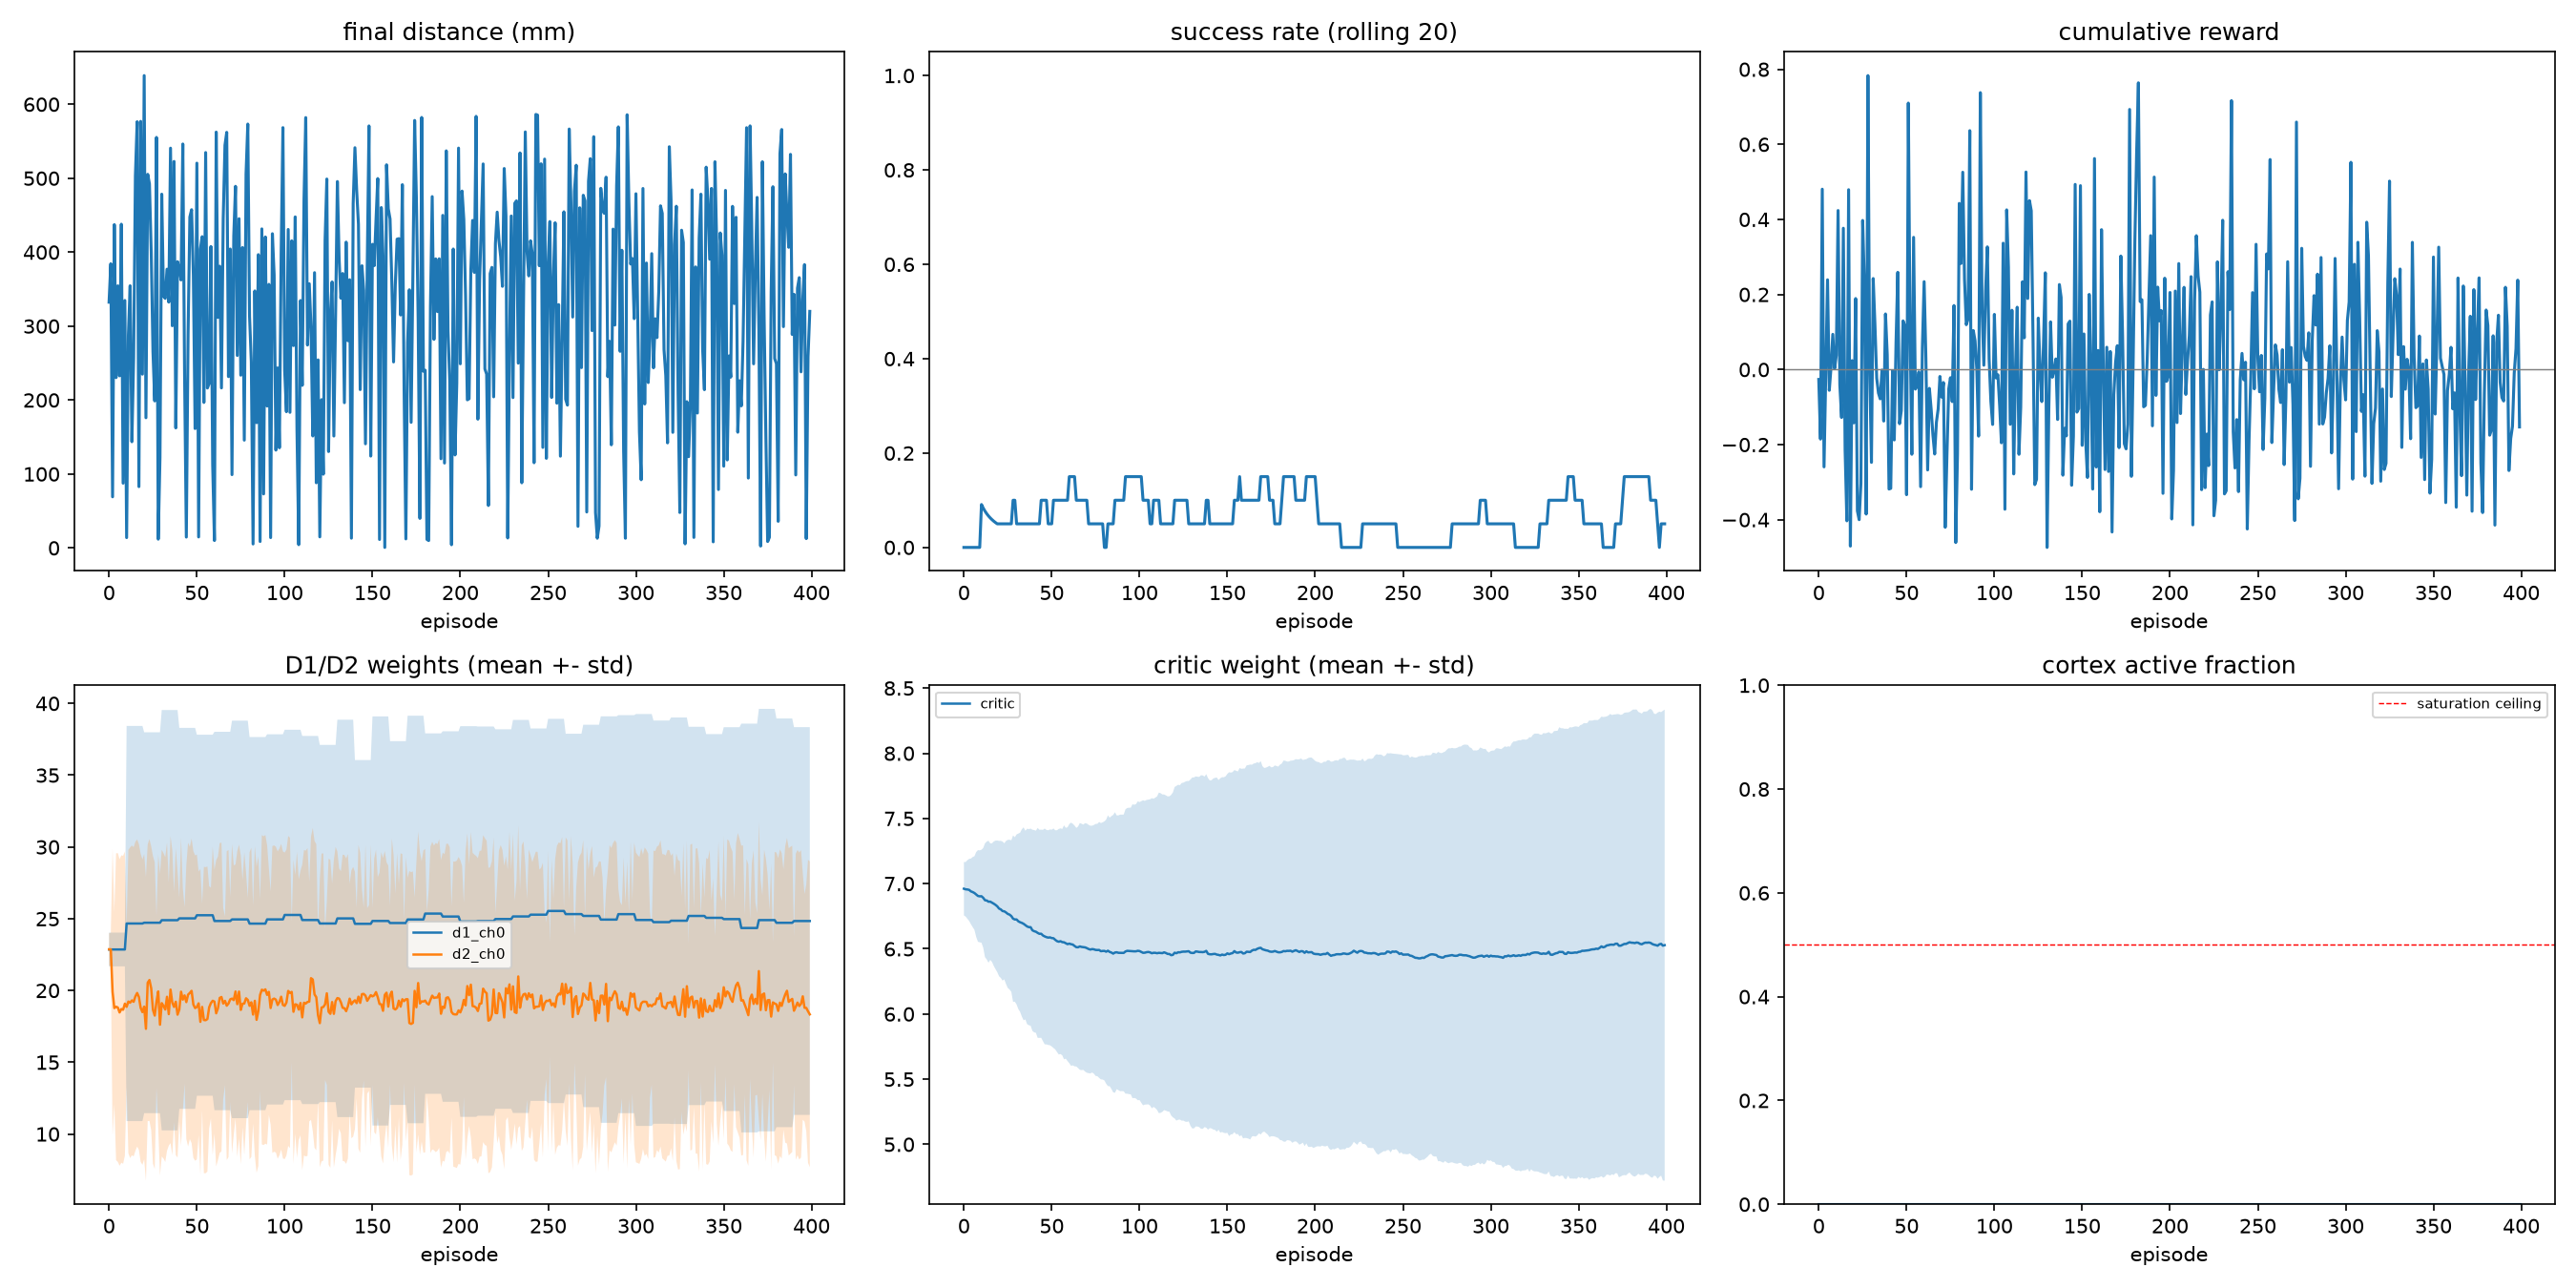 final distance (mm)
600
500
400
300
200
100
0
0 50 100 150 200 250 300 350 400
episode
success rate (rolling 20)
1.0
0.8
0.6
0.4
0.2
0.0
0 50 100 150 200 250 300 350 400
episode
cumulative reward
0.8
0.6
0.4
0.2
0.0
−0.2
−0.4
0 50 100 150 200 250 300 350 400
episode
D1/D2 weights (mean +- std)
40
35
30
25
20
15
10
d1_ch0
d2_ch0
0 50 100 150 200 250 300 350 400
episode
critic weight (mean +- std)
critic
8.5
8.0
7.5
7.0
6.5
6.0
5.5
5.0
0 50 100 150 200 250 300 350 400
episode
cortex active fraction
saturation ceiling
1.0
0.8
0.6
0.4
0.2
0.0
0 50 100 150 200 250 300 350 400
episode